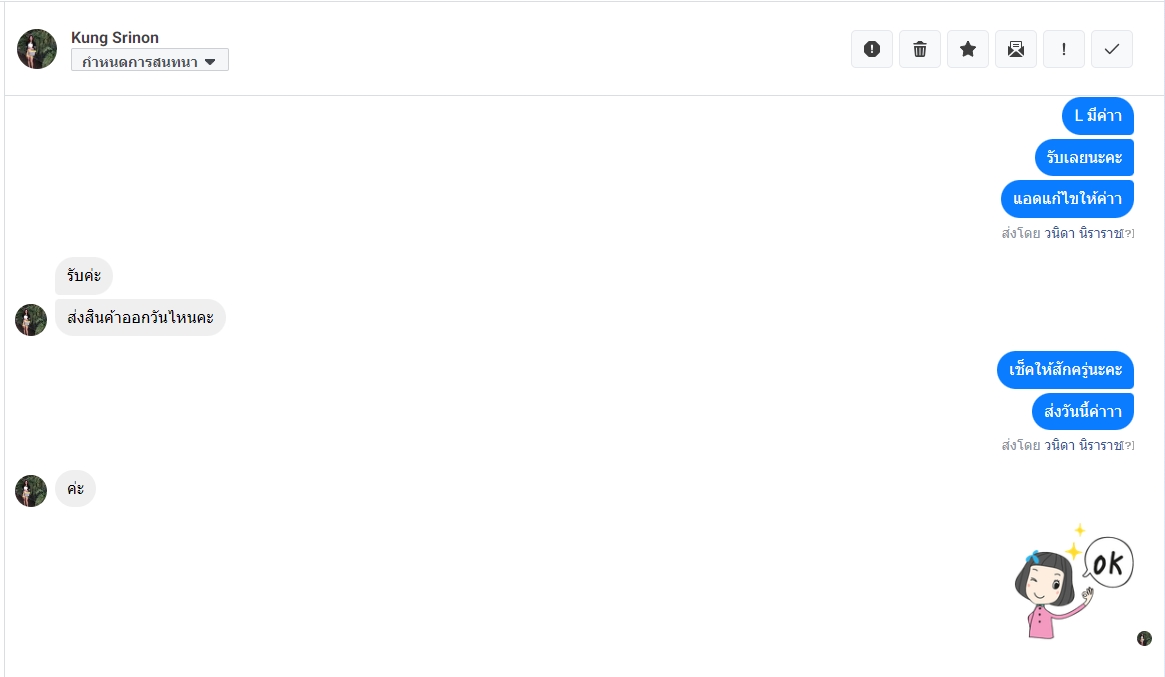 Kung Srinon
กำหนดการสนทนา
L มีค่าา
รับเลยนะคะ
แอดแก้ไขให้ค่าา
ส่งโดย วนิดา นิราราช[?]
รับค่ะ
ส่งสินค้าออกวันไหนคะ
เช็คให้สักครู่นะคะ
ส่งวันนี้ค่าาา
ส่งโดย วนิดา นิราราช[?]
ค่ะ
OK